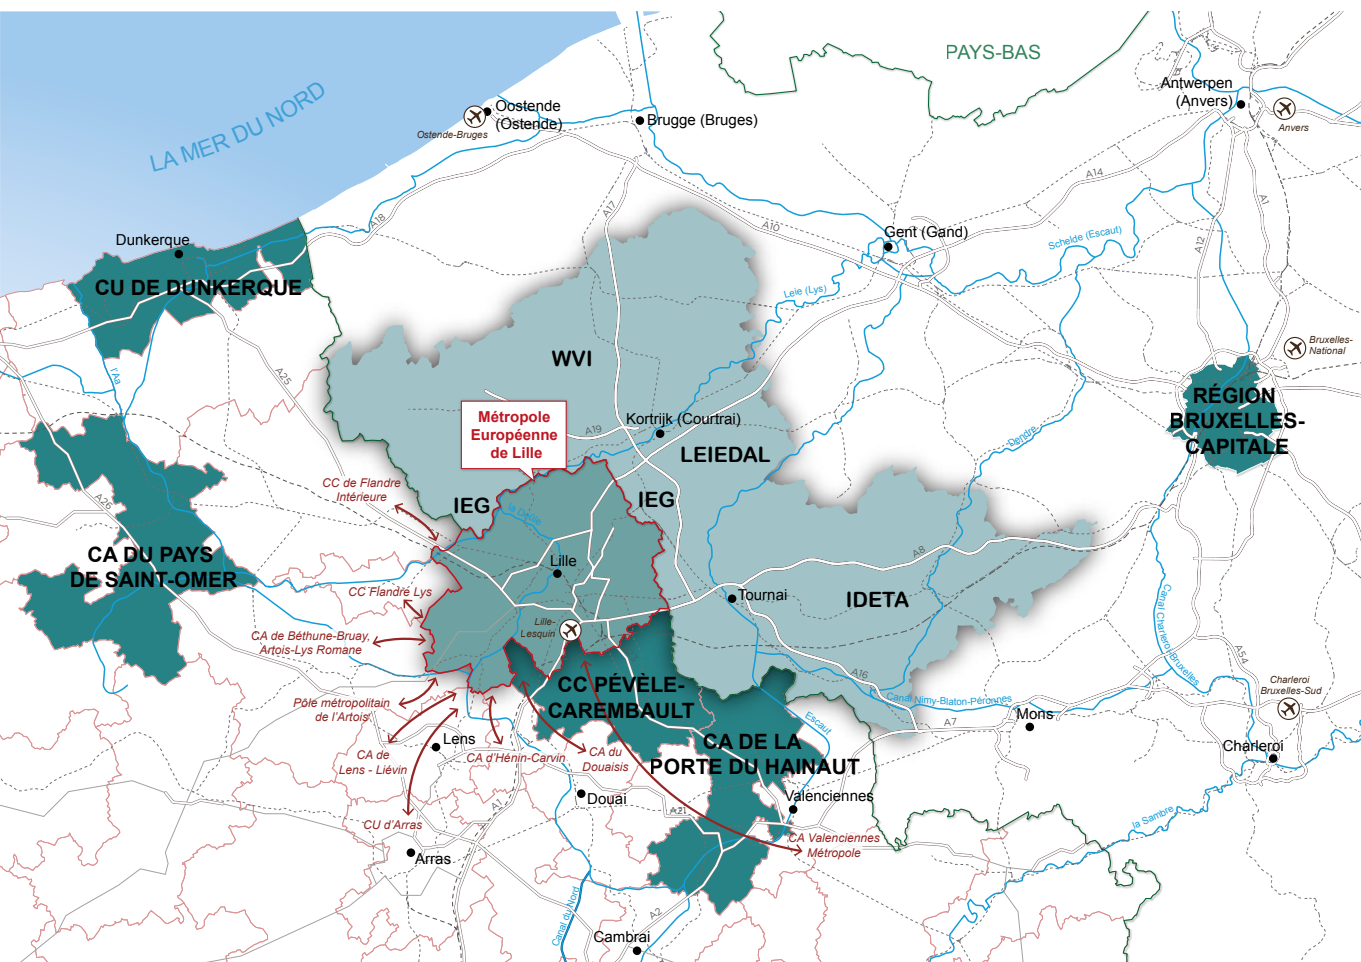 PAYS-BAS
LA MER DU NORD
Antwerpen
(Anvers)
Anvers
Oostende
(Ostende)
Ostende-Bruges
Brugge (Bruges)
A14
A1
A17
A18
A10
A12
Gent (Gand)
Schelde (Escaut)
Dunkerque
CU DE DUNKERQUE
Leie (Lys)
Bruxelles-
National
WVI
l'Aa
A25
RÉGION
BRUXELLES-
CAPITALE
Métropole
Européenne
de Lille
Kortrijk (Courtrai)
A19
LEIEDAL
Dendre
CC de Flandre
Intérieure
IEG
IEG
A26
la Deûle
CA DU PAYS
DE SAINT-OMER
Lille
A8
CC Flandre Lys
Tournai
IDETA
Canal Charleroi-Bruxelles
Lille-
Lesquin
CA de Béthune-Bruay,
Artois-Lys Romane
A54
A16
Charleroi
Bruxelles-Sud
CC PÉVÈLE-
CAREMBAULT
Canal Nimy-Blaton-Péronnes
Pôle métropolitain
de l'Artois
Escaut
A7
Mons
Lens
CA DE LA
PORTE DU HAINAUT
Charleroi
CA de
Lens - Liévin
CA d'Hénin-Carvin
CA du
Douaisis
Douai
Valenciennes
A1
A21
la Sambre
CU d'Arras
CA Valenciennes
Métropole
Arras
Canal du Nord
A2
Cambrai